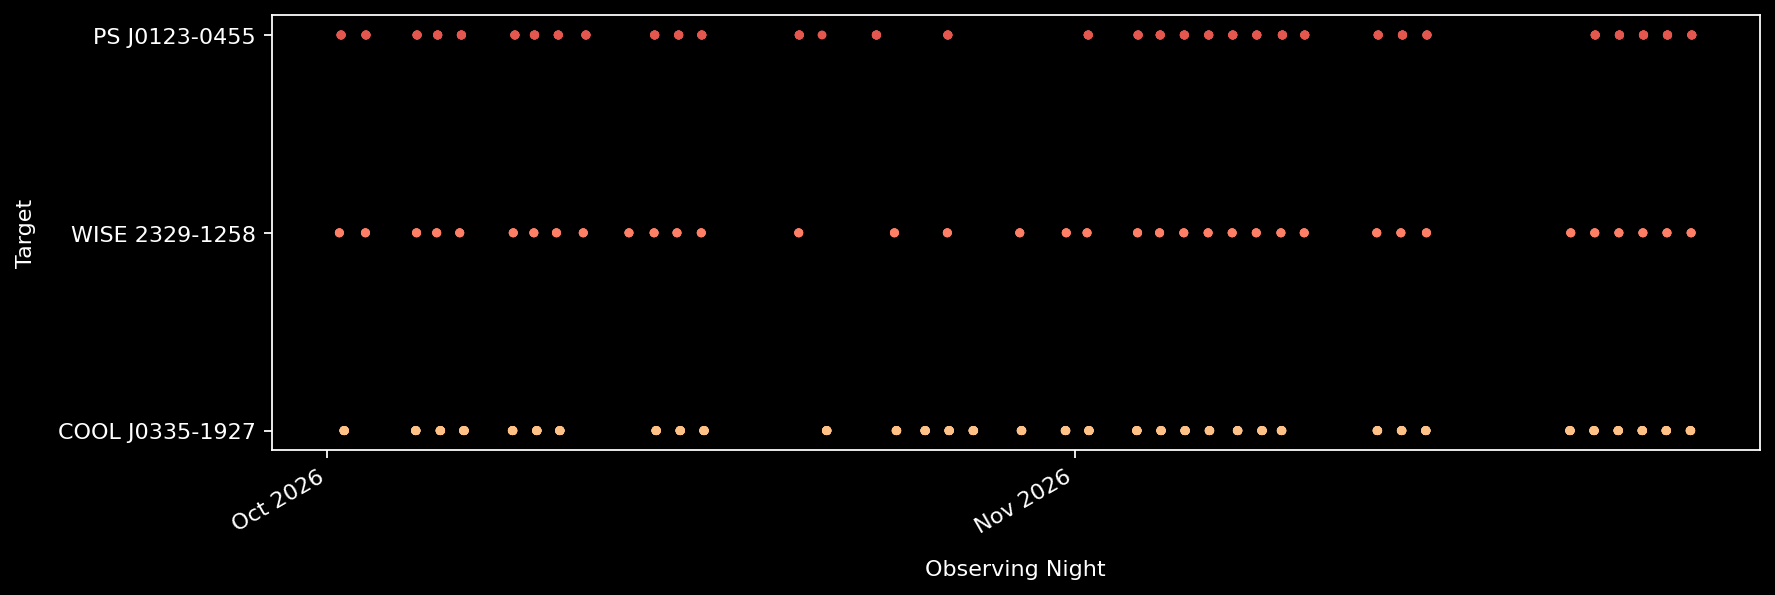 PS J0123-0455
WISE 2329-1258
COOL J0335-1927
Target
Oct 2026
Nov 2026
Observing Night